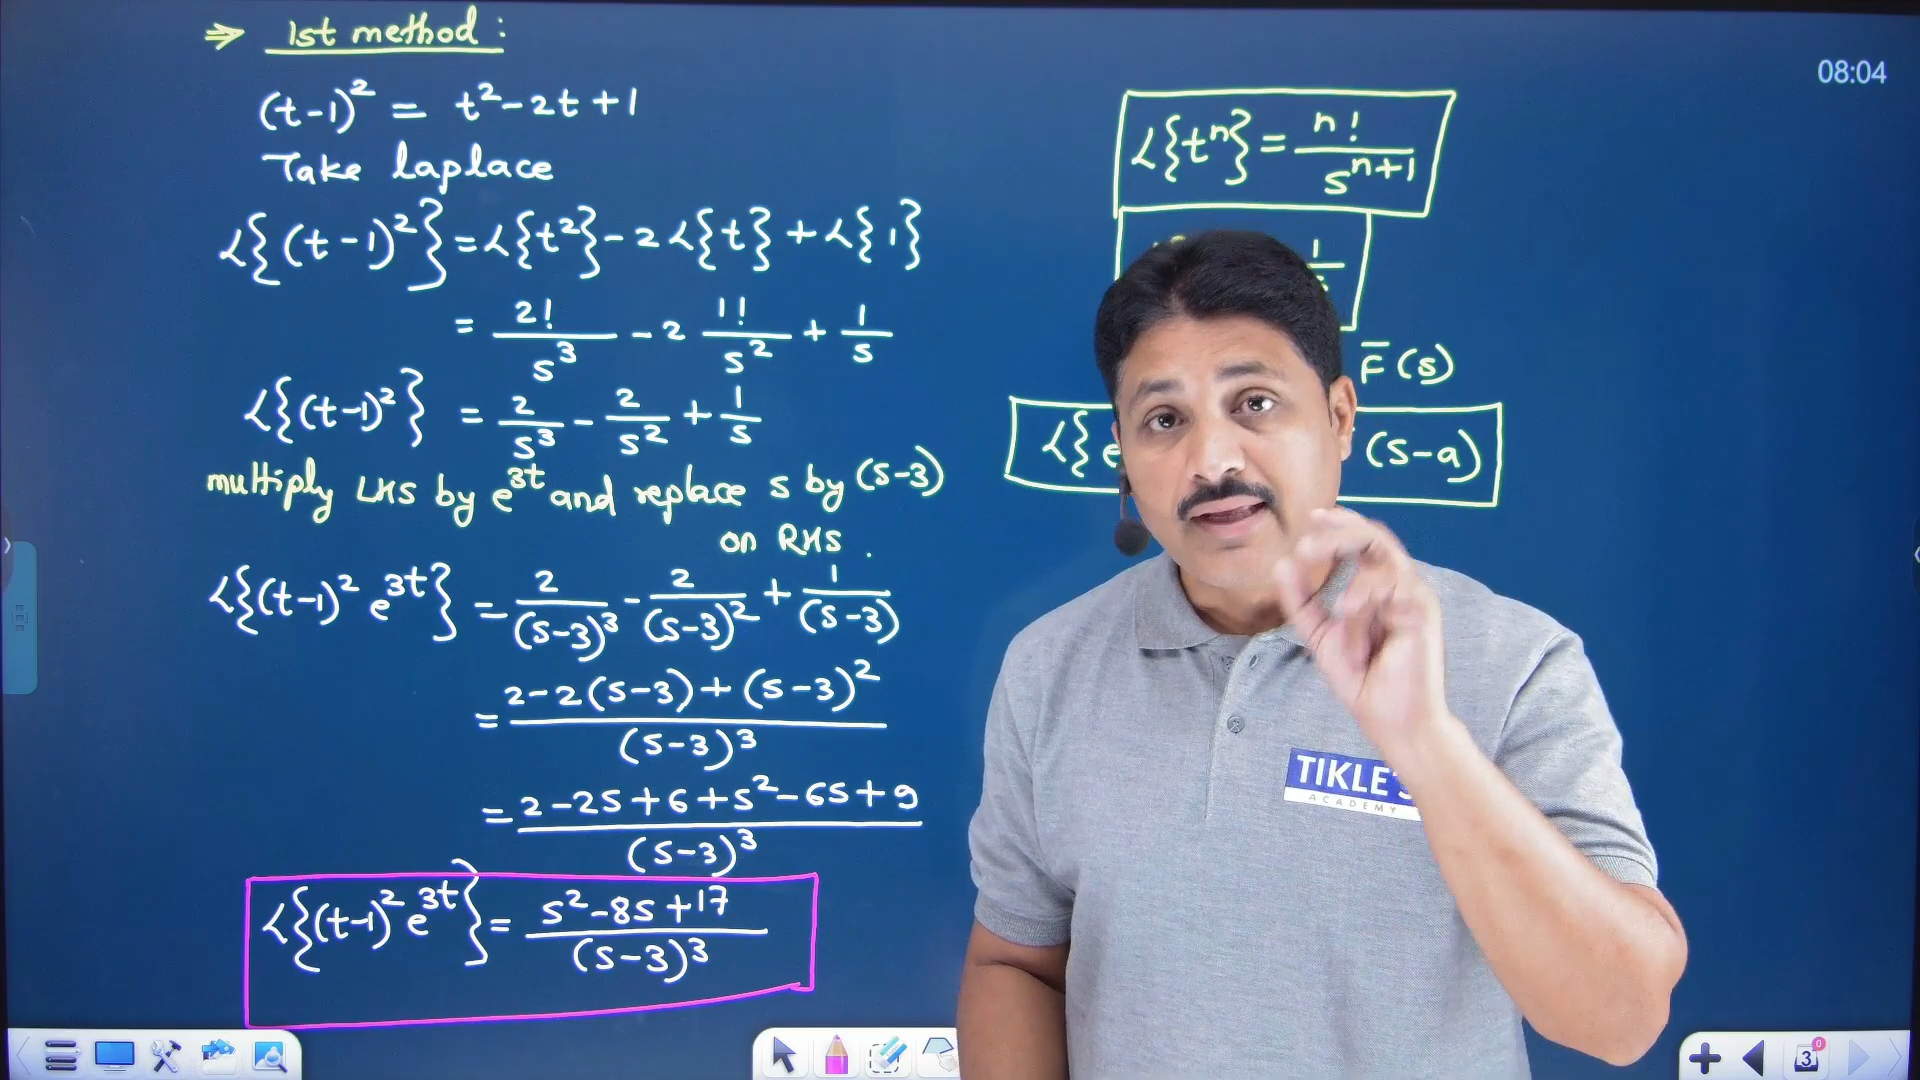 ⇒ 1st method :
(t-1)² = t² - 2t + 1
Take laplace
L{(t-1)²} = L{t²} - 2 L{t} + L{1}
= 2!/s³ - 2 1!/s² + 1/s
L{(t-1)²} = 2/s³ - 2/s² + 1/s
multiply LHS by e^3t and replace s by (s-3)
on RHS .
L{(t-1)² e^3t} = 2/(s-3)³ - 2/(s-3)² + 1/(s-3)
= 2-2(s-3)+(s-3)²/(s-3)³
= 2-2s+6+s²-6s+9/(s-3)³
L{(t-1)² e^3t} = s²-8s+17/(s-3)³
08:04
L{tⁿ} = n!/s^n+1
F̄(s)
L{e (s-a)
TIKLE'S
ACADEMY
3
0